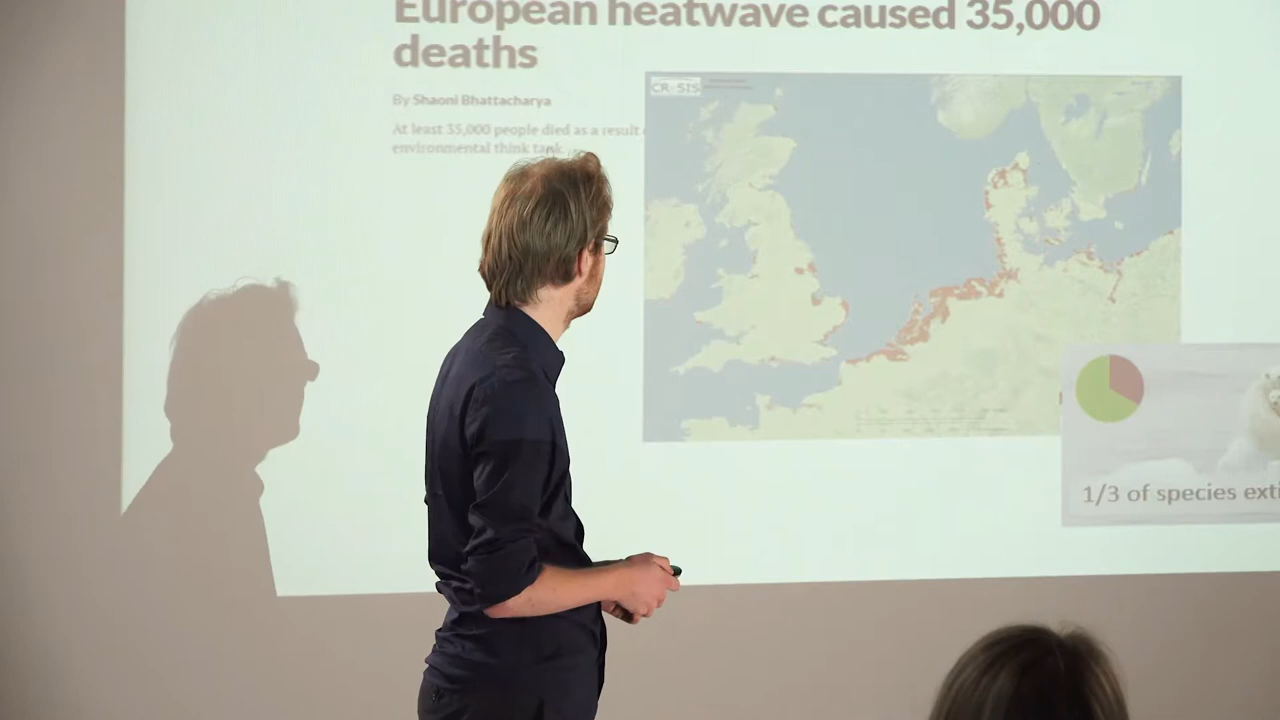 European heatwave caused 35,000
deaths
By Shaoni Bhattacharya
At least 35,000 people died as a result
environmental think tank.
CR SIS
1/3 of species exti